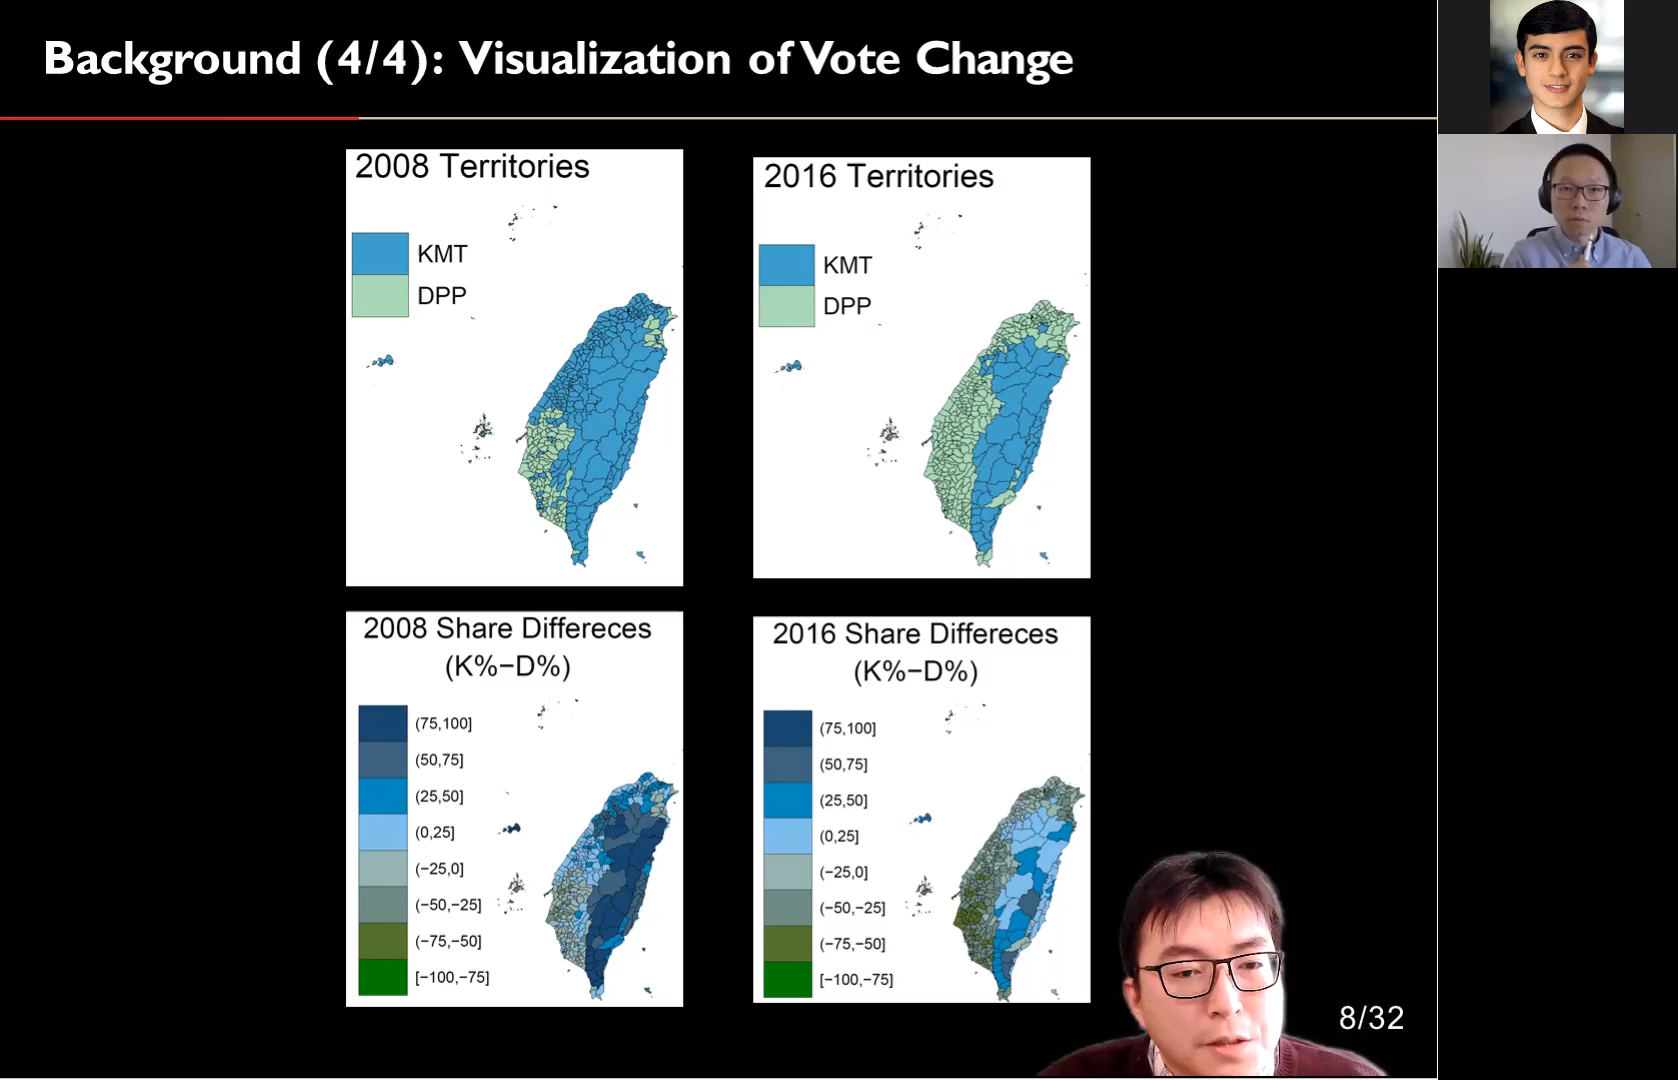 Background (4/4): Visualization of Vote Change
2008 Territories
KMT
DPP
2016 Territories
KMT
DPP
2008 Share Differeces
(K%−D%)
(75,100]
(50,75]
(25,50]
(0,25]
(−25,0]
(−50,−25]
(−75,−50]
[−100,−75]
2016 Share Differeces
(K%−D%)
(75,100]
(50,75]
(25,50]
(0,25]
(−25,0]
(−50,−25]
(−75,−50]
[−100,−75]
8/32